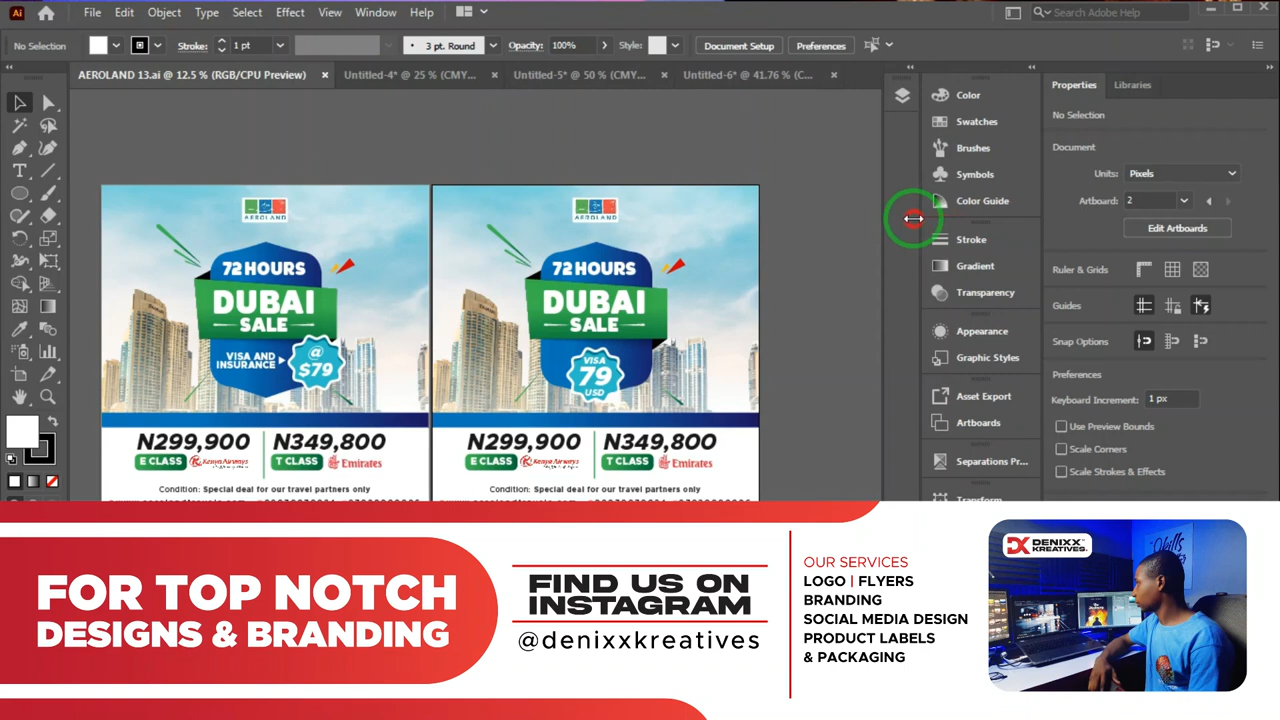 Ai File Edit Object Type Select Effect View Window Help
Search Adobe Help
No Selection
Stroke: 1 pt
3 pt. Round
Opacity: 100%
Style:
Document Setup
Preferences
AEROLAND 13.ai @ 12.5 % (RGB/CPU Preview)
Untitled-4* @ 25 % (CMY...
Untitled-5* @ 50 % (CMY...
Untitled-6* @ 41.76 % (C...
AEROLAND
72 HOURS
DUBAI
SALE
VISA AND
INSURANCE
@
$79
N299,900
N349,800
E CLASS
Kenya Airways
T CLASS
Emirates
Condition: Special deal for our travel partners only
AEROLAND
72 HOURS
DUBAI
SALE
VISA
79
USD
N299,900
N349,800
E CLASS
Kenya Airways
T CLASS
Emirates
Condition: Special deal for our travel partners only
Color
Swatches
Brushes
Symbols
Color Guide
Stroke
Gradient
Transparency
Appearance
Graphic Styles
Asset Export
Artboards
Separations Pr...
Transform
Properties
Libraries
No Selection
Document
Units: Pixels
Artboard: 2
Edit Artboards
Ruler & Grids
Guides
Snap Options
Preferences
Keyboard Increment: 1 px
Use Preview Bounds
Scale Corners
Scale Strokes & Effects
FOR TOP NOTCH
DESIGNS & BRANDING
FIND US ON
INSTAGRAM
@denixxkreatives
OUR SERVICES
LOGO | FLYERS
BRANDING
SOCIAL MEDIA DESIGN
PRODUCT LABELS
& PACKAGING
DENIXX™
KREATIVES.